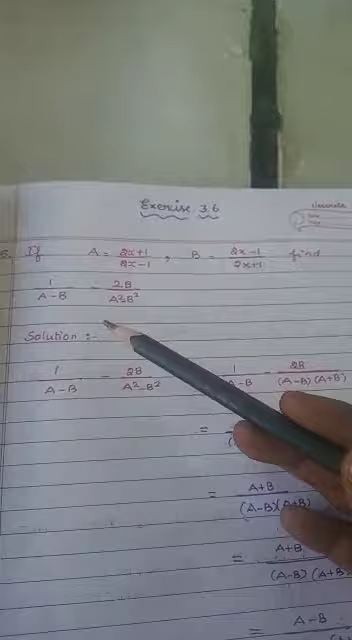 Exercise 3.6
5. If A = 2x+1/2x-1, B = 2x-1/2x+1 find
1/A-B - 2B/A²-B²
Solution :-
1/A-B - 2B/A²-B² 1/A-B - 2B/(A-B)(A+B)
=
= A+B/(A-B)(A+B)
= A+B/(A-B)(A+B
= A-B